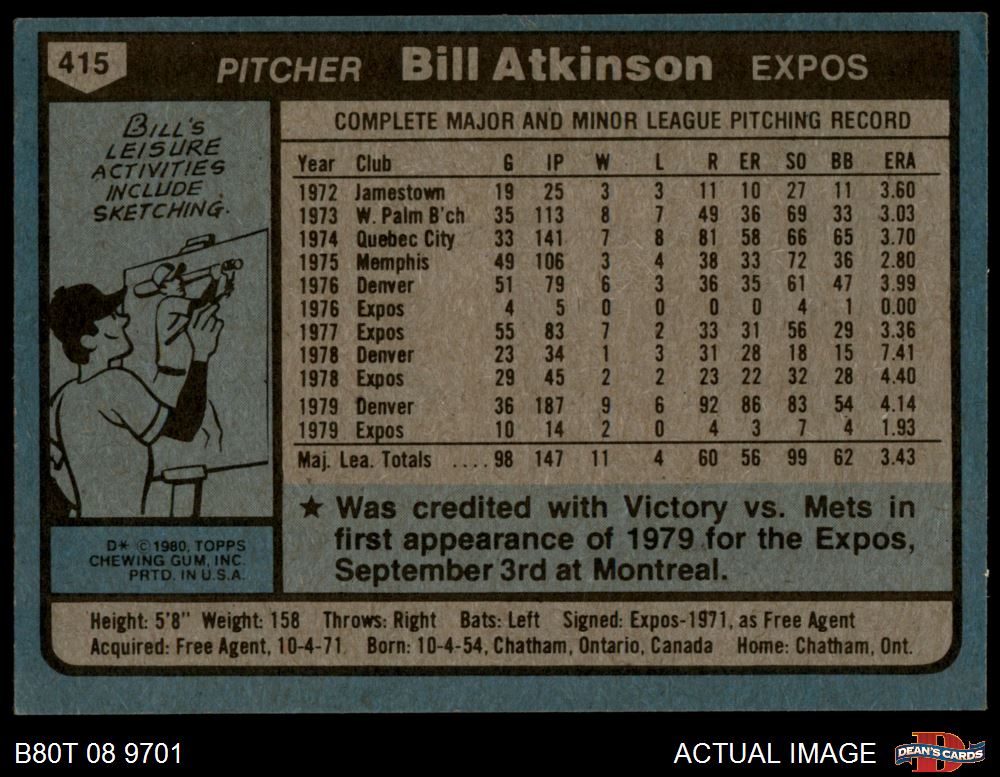 415 PITCHER Bill Atkinson EXPOS
BILL'S
LEISURE
ACTIVITIES
INCLUDE
SKETCHING.
D* © 1980, TOPPS
CHEWING GUM, INC.
PRTD. IN U.S.A.
COMPLETE MAJOR AND MINOR LEAGUE PITCHING RECORD
Year Club G IP W L R ER SO BB ERA
1972 Jamestown 19 25 3 3 11 10 27 11 3.60
1973 W. Palm B'ch 35 113 8 7 49 36 69 33 3.03
1974 Quebec City 33 141 7 8 81 58 66 65 3.70
1975 Memphis 49 106 3 4 38 33 72 36 2.80
1976 Denver 51 79 6 3 36 35 61 47 3.99
1976 Expos 4 5 0 0 0 0 4 1 0.00
1977 Expos 55 83 7 2 33 31 56 29 3.36
1978 Denver 23 34 1 3 31 28 18 15 7.41
1978 Expos 29 45 2 2 23 22 32 28 4.40
1979 Denver 36 187 9 6 92 86 83 54 4.14
1979 Expos 10 14 2 0 4 3 7 4 1.93
Maj. Lea. Totals ....98 147 11 4 60 56 99 62 3.43
★ Was credited with Victory vs. Mets in
first appearance of 1979 for the Expos,
September 3rd at Montreal.
Height: 5'8" Weight: 158 Throws: Right Bats: Left Signed: Expos-1971, as Free Agent
Acquired: Free Agent, 10-4-71 Born: 10-4-54, Chatham, Ontario, Canada Home: Chatham, Ont.
B80T 08 9701
ACTUAL IMAGE
D
DEAN'S CARDS